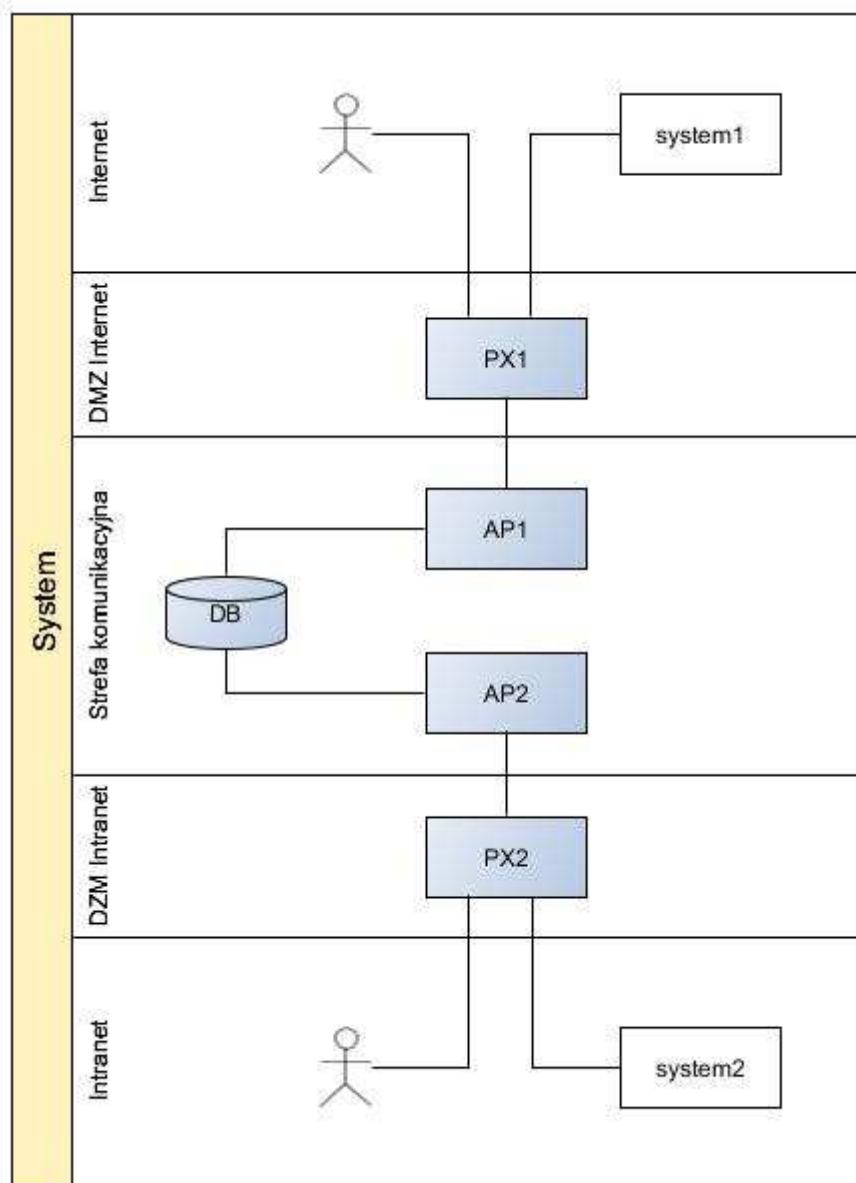 System
Internet
system1
DMZ Internet
PX1
Strefa komunikacyjna
AP1
DB
AP2
DZM Intranet
PX2
Intranet
system2